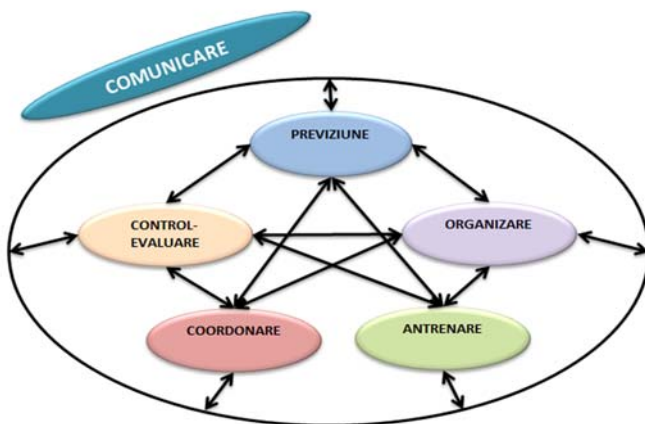 COMUNICARE
PREVIZIUNE
CONTROL-
EVALUARE
ORGANIZARE
COORDONARE
ANTRENARE